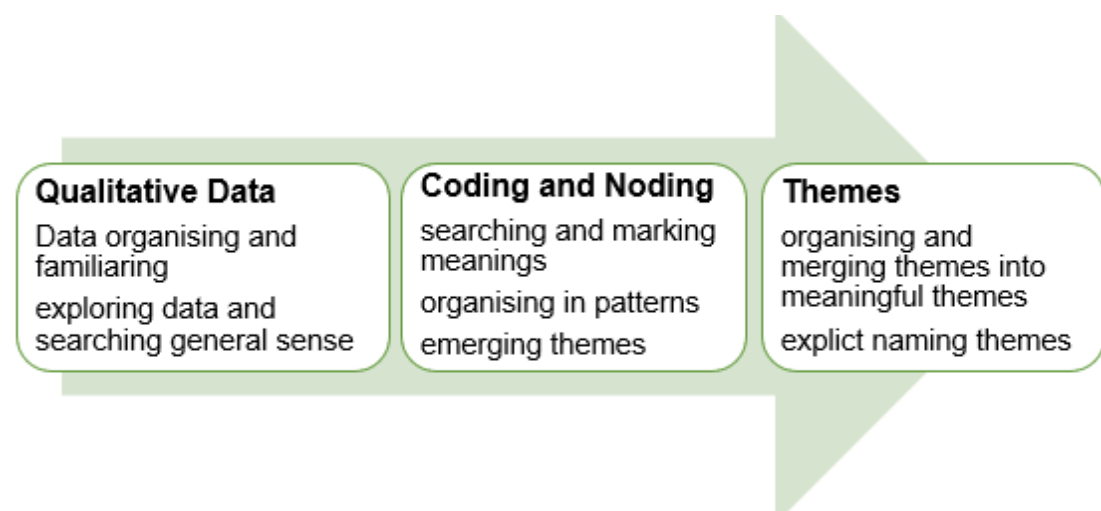 Qualitative Data
Data organising and
familiaring
exploring data and
searching general sense
Coding and Noding
searching and marking
meanings
organising in patterns
emerging themes
Themes
organising and
merging themes into
meaningful themes
explict naming themes